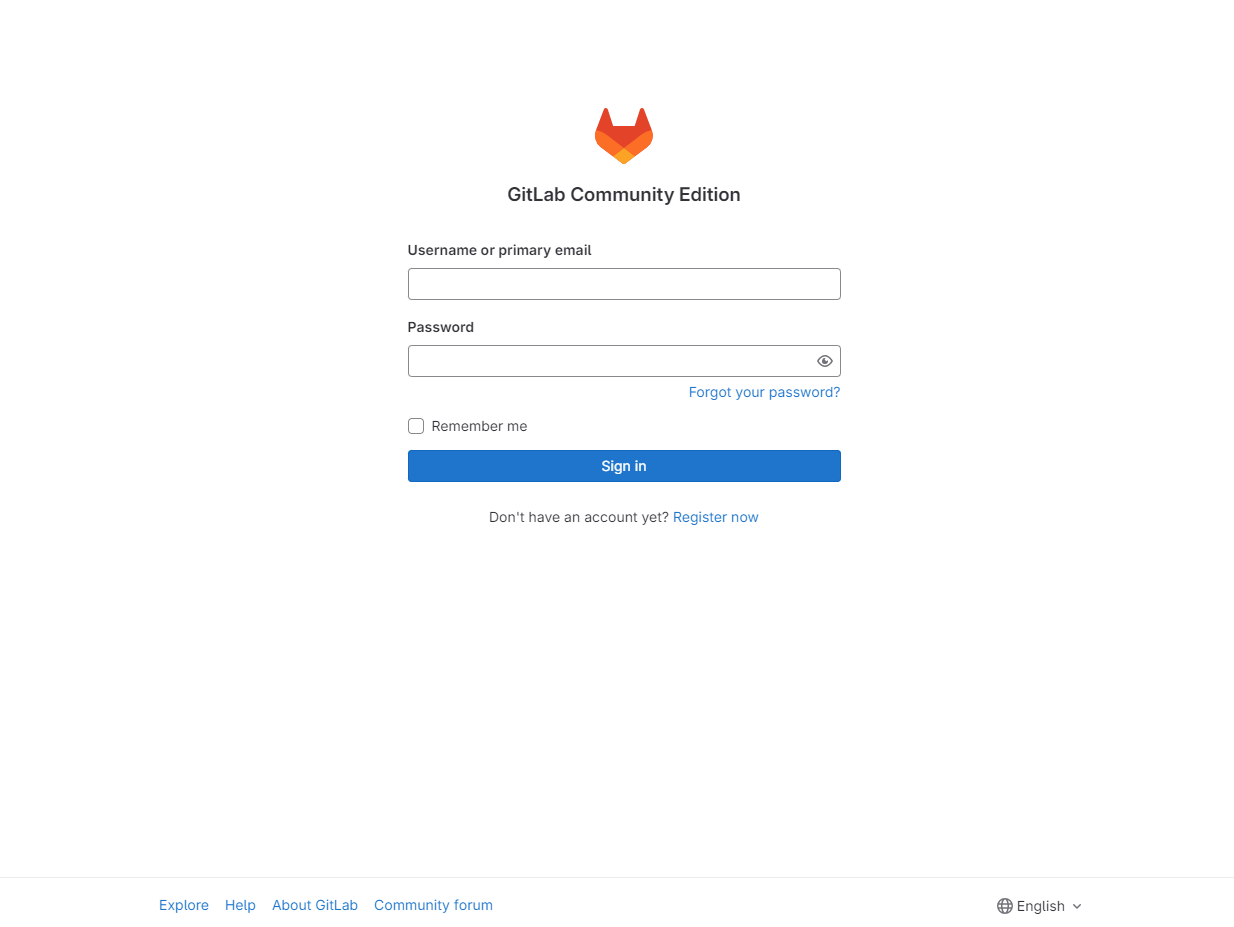 GitLab Community Edition
Username or primary email
Password
Forgot your password?
Remember me
Sign in
Don't have an account yet? Register now
Explore Help About GitLab Community forum English